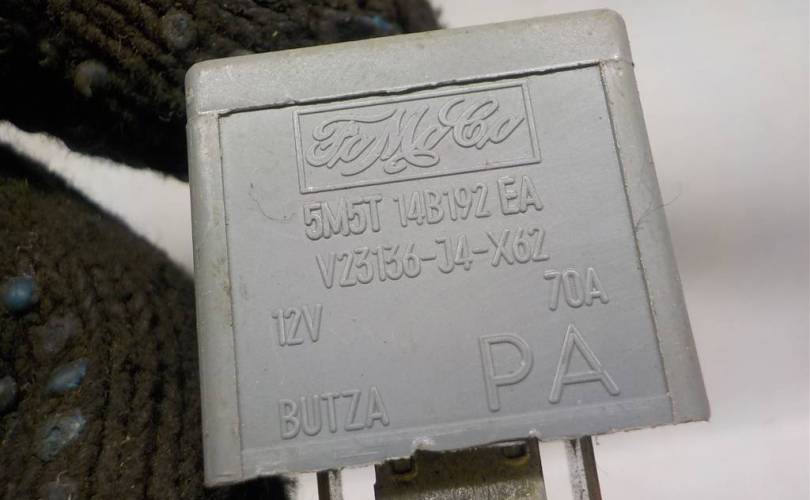 FoMoCo
5M5T 14B192 EA
V23136-J4-X62
12V 70A
BUTZA PA